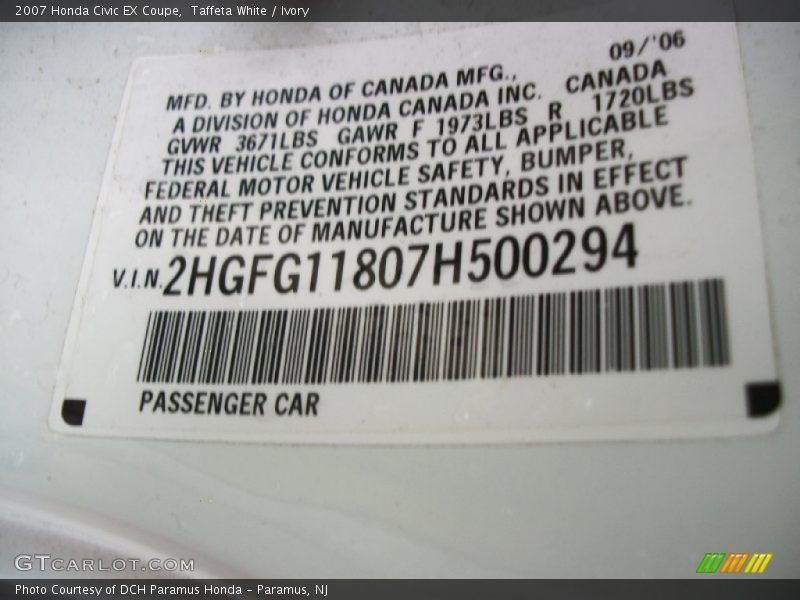 2007 Honda Civic EX Coupe,  Taffeta White / Ivory
09/'06
MFD. BY HONDA OF CANADA MFG.,
A DIVISION OF HONDA CANADA INC.  CANADA
GVWR 3671LBS  GAWR F 1973LBS  R  1720LBS
THIS VEHICLE CONFORMS TO ALL APPLICABLE
FEDERAL MOTOR VEHICLE SAFETY, BUMPER,
AND THEFT PREVENTION STANDARDS IN EFFECT
ON THE DATE OF MANUFACTURE SHOWN ABOVE.
V.I.N. 2HGFG11807H500294
PASSENGER CAR
GTCARLOT.COM
Photo Courtesy of DCH Paramus Honda - Paramus, NJ